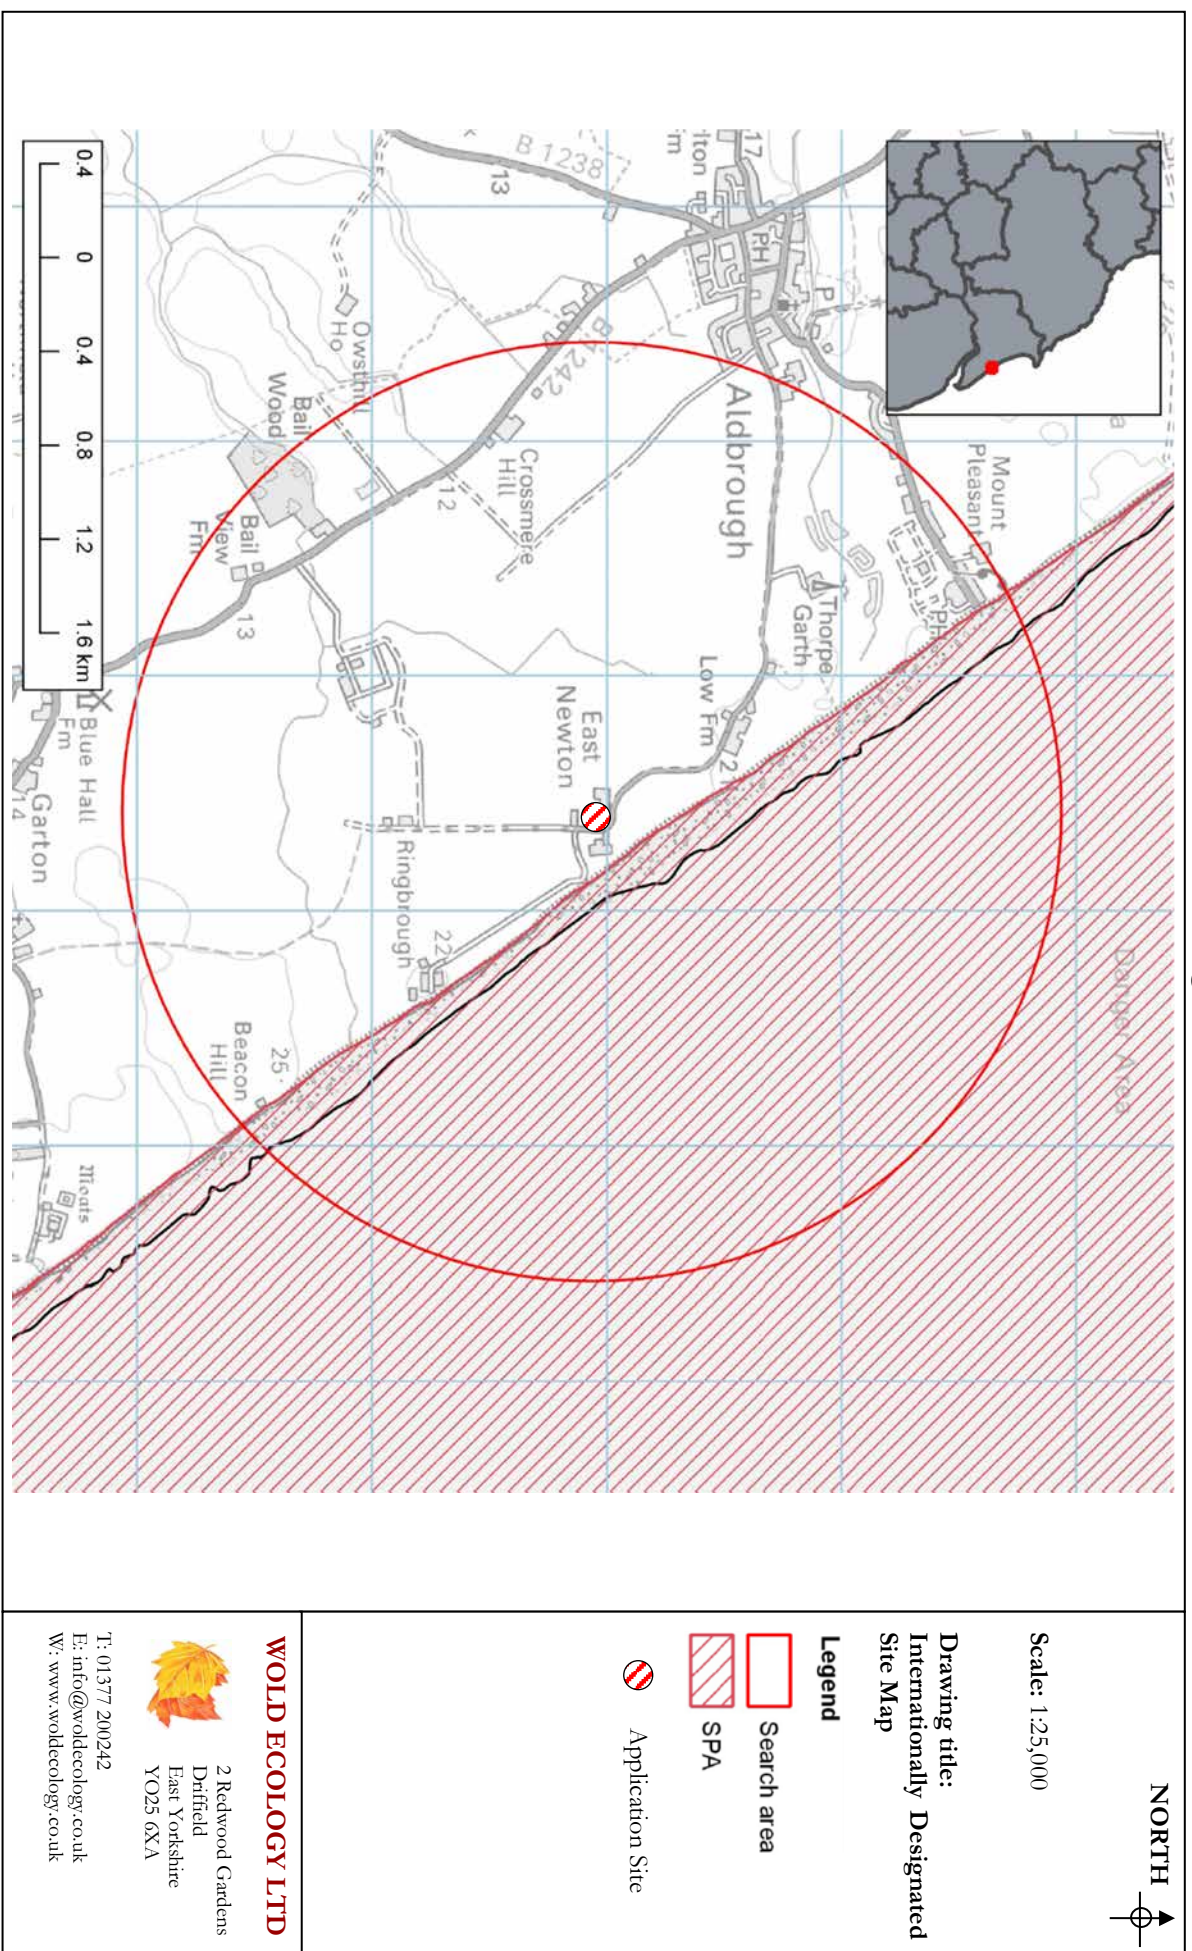 NORTH
Scale: 1:25,000
Drawing title:
Internationally Designated
Site Map
Legend
Search area
SPA
Application Site
WOLD ECOLOGY LTD
2 Redwood Gardens
Driffield
East Yorkshire
YO25 6XA
T: 01377 200242
E: info@woldecology.co.uk
W: www.woldecology.co.uk
Danger Area
Mount
Pleasant
PH
P
17
PH
Aldbrough
Thorpe
Garth
Low Fm
21
B 1238
13
B1242
Crossmere
Hill
12
East
Newton
Owsthill
Ho
Bail
Wood
Bail
View
Fm
13
Ringbrough
22
25
Beacon
Hill
Blue Hall
Fm
Garton
14
Moats
0.4 0 0.4 0.8 1.2 1.6 km